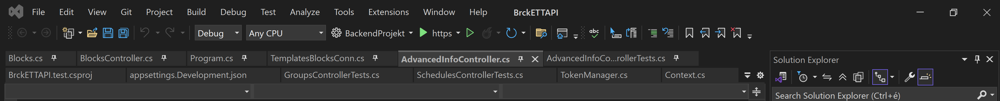 File Edit View Git Project Build Debug Test Analyze Tools Extensions Window Help BrckETTAPI
Debug Any CPU BackendProjekt https abc
Blocks.cs BlocksController.cs Program.cs TemplatesBlocksConn.cs AdvancedInfoController.cs AdvancedInfoCo...rollerTests.cs
Solution Explorer
BrckETTAPI.test.csproj appsettings.Development.json GroupsControllerTests.cs SchedulesControllerTests.cs TokenManager.cs Context.cs
Search Solution Explorer (Ctrl+é)